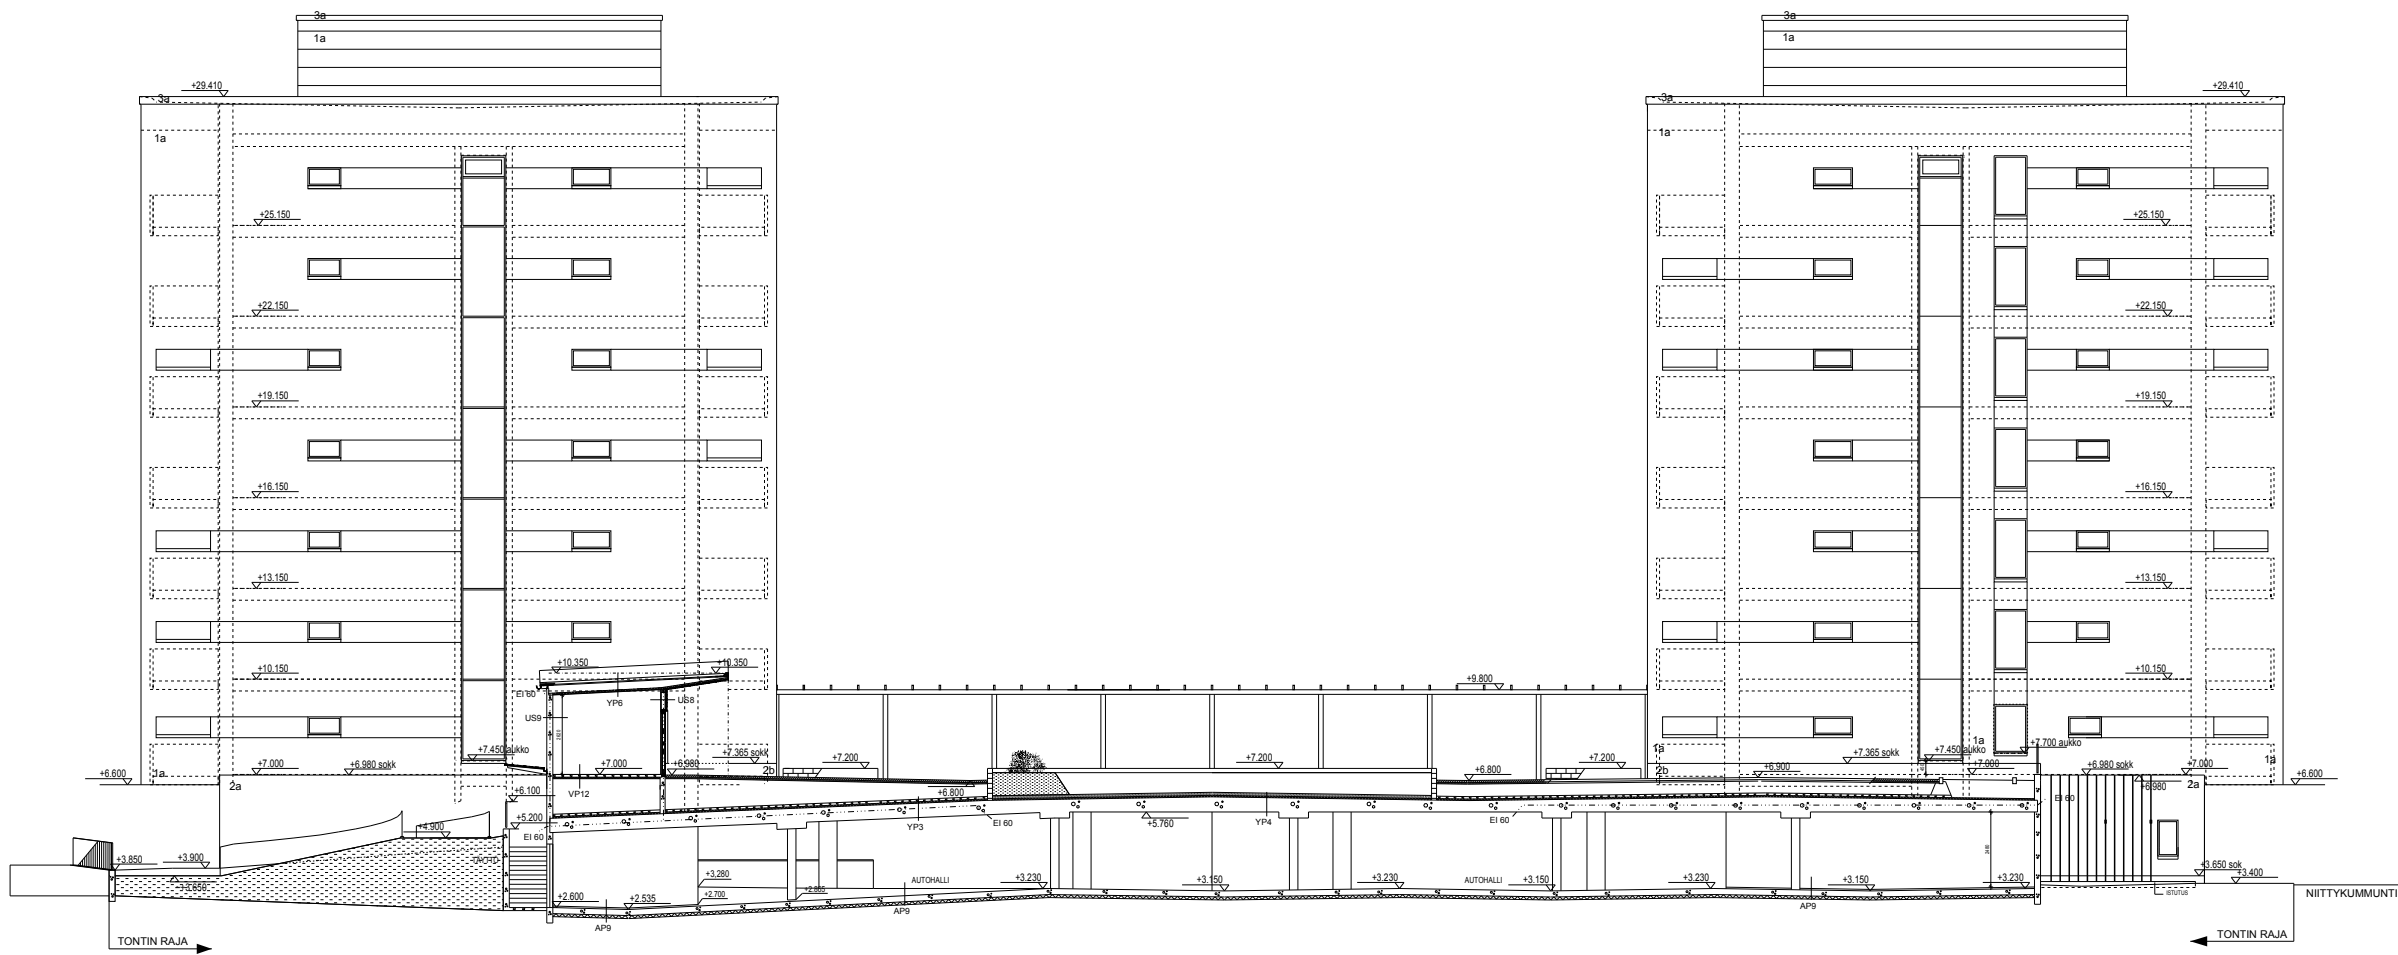 3a
3a
1a
1a
+29.410
+29.410
3a
3a
1a
1a
+25.150
+25.150
+22.150
+22.150
+19.150
+19.150
+16.150
+16.150
+13.150
+13.150
+10.150
+10.350
+10.350
+10.150
EI 60
YP6
US8
+9.800
US9
+7.450 aukko
+7.365 sokk
1a
1a
+7.700 aukko
+7.365 sokk
+7.450 aukko
1a
+6.600
1a
+7.000
+6.980 sokk
+7.000
+6.980
2b
+7.200
+7.200
+7.200
+6.800
2b
+6.900
+7.000
+6.980 sokk
+7.000
+6.600
2a
VP12
+6.980
2a
+6.100
+6.800
EI 60
+5.200
+4.900
EI 60
YP3
EI 60
+5.760
YP4
EI 60
TÄYTTÖ
+3.850
+3.900
+3.650
+3,280
AUTOHALLI
+3.230
+3.150
+3.230
AUTOHALLI
+3.150
+3.230
+3.150
+3.230
+3.650 sok
+3.400
ISTUTUS
NIITTYKUMMUNTI
+2.600
+2.535
+2.700
+2.865
AP9
AP9
AP9
TONTIN RAJA
TONTIN RAJA